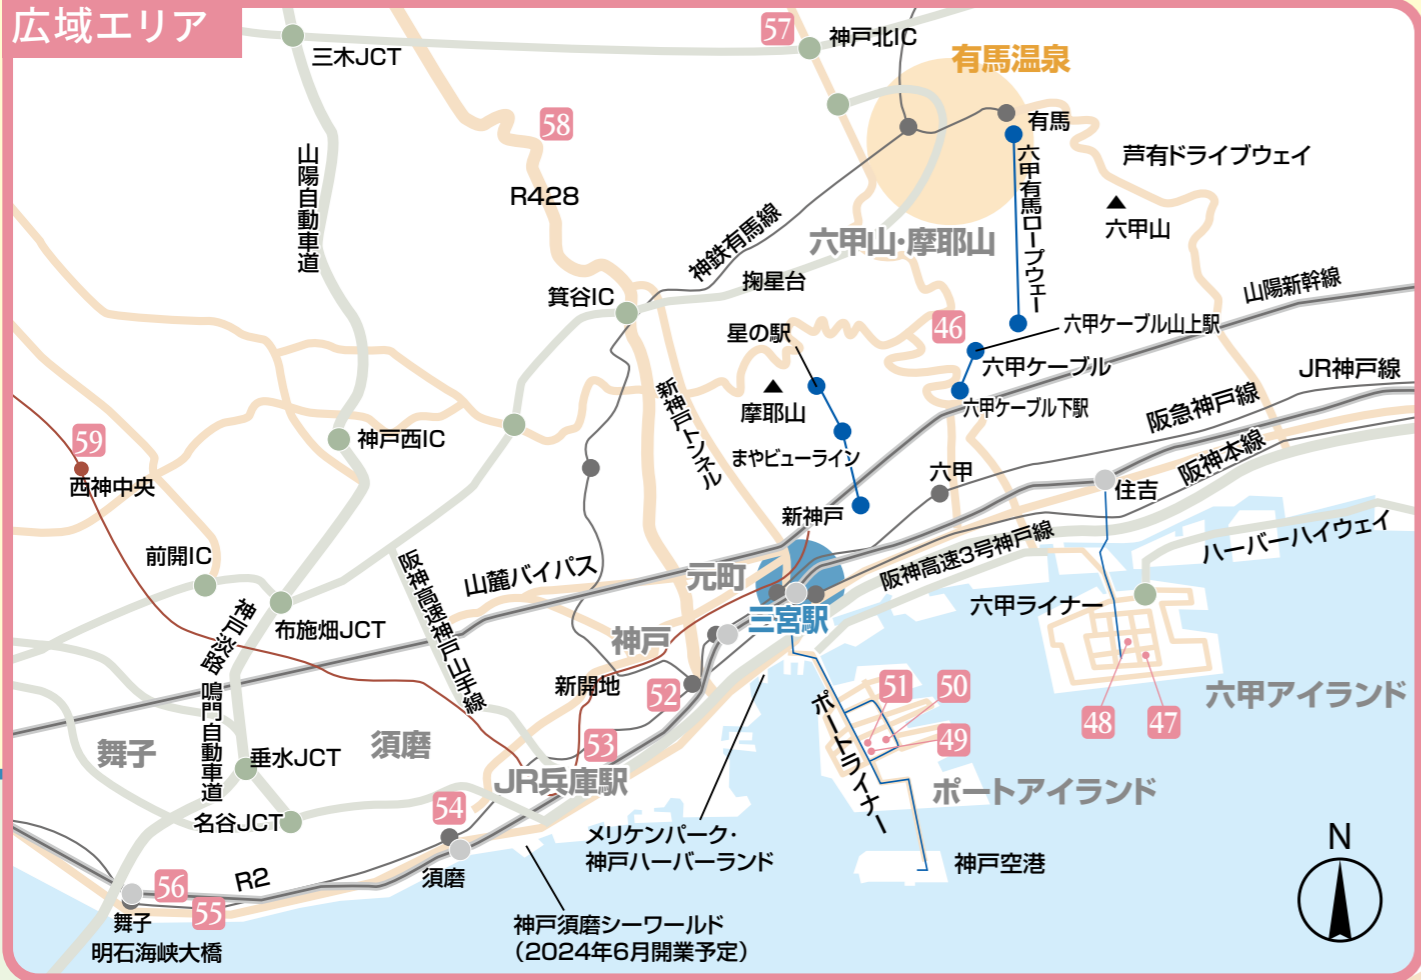 広域エリア
57
神戸北IC
三木JCT
有馬温泉
58
有馬
山陽自動車道
芦有ドライブウェイ
六甲有馬ロープウェー
R428
六甲山
神鉄有馬線
六甲山・摩耶山
掬星台
山陽新幹線
箕谷IC
46
六甲ケーブル山上駅
星の駅
六甲ケーブル
JR神戸線
新神戸トンネル
摩耶山
六甲ケーブル下駅
阪急神戸線
59
神戸西IC
まやビューライン
阪神本線
西神中央
六甲
住吉
新神戸
ハーバーハイウェイ
前開IC
阪神高速3号神戸線
山麓バイパス
元町
阪神高速神戸山手線
六甲ライナー
神戸淡路
鳴門自動車道
布施畑JCT
三宮駅
神戸
新開地
52
51
50
六甲アイランド
48
47
ポートライナー
49
舞子
須磨
53
垂水JCT
JR兵庫駅
ポートアイランド
54
名谷JCT
メリケンパーク・
神戸ハーバーランド
神戸空港
N
須磨
R2
56
55
舞子
明石海峡大橋
神戸須磨シーワールド
（2024年6月開業予定）